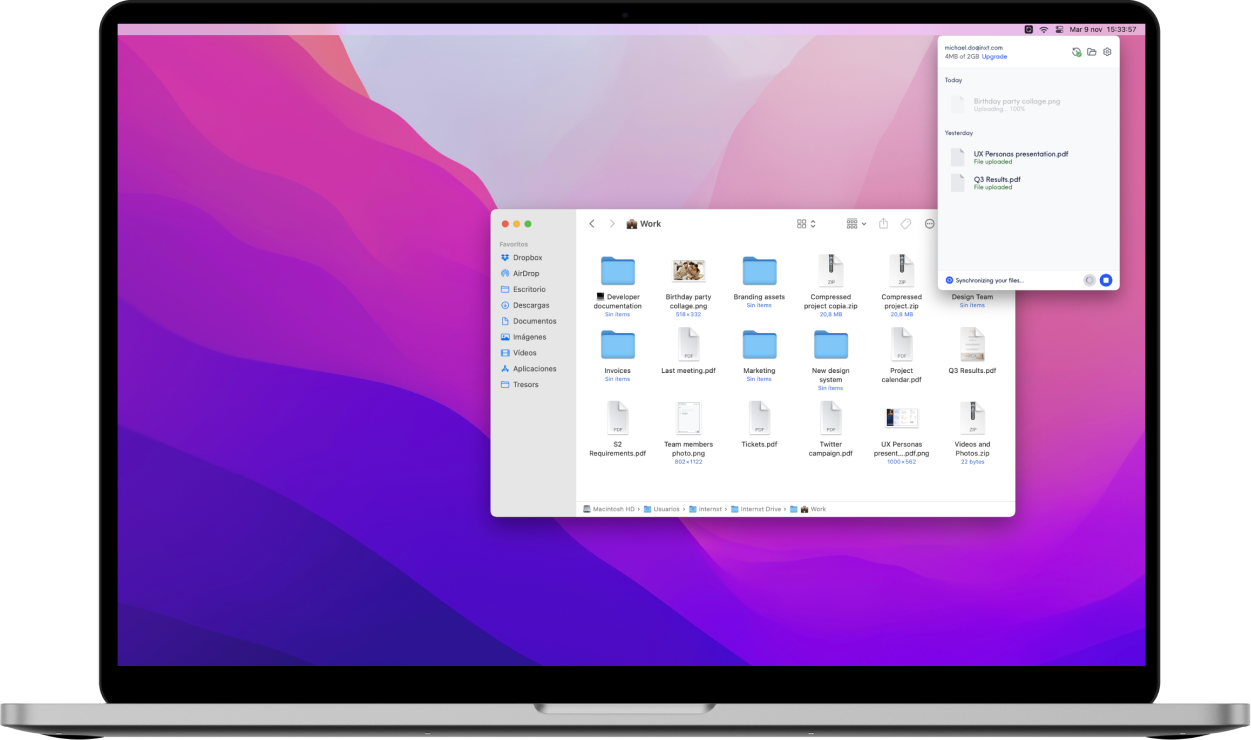 Mar 9 nov 15:33:57
michael.do@inxt.com
4MB of 2GB Upgrade
Today
Birthday party collage.png
Uploading... 100%
Yesterday
UX Personas presentation.pdf
File uploaded
Q3 Results.pdf
File uploaded
Synchronizing your files...
Work
Favoritos
Dropbox
AirDrop
Escritorio
Descargas
Documentos
Imágenes
Vídeos
Aplicaciones
Tresors
Developer
documentation
Sin ítems
Birthday party
collage.png
518×332
Branding assets
Sin ítems
ZIP
Compressed
project copia.zip
20,8 MB
ZIP
Compressed
project.zip
20,8 MB
Design Team
Sin ítems
Invoices
Sin ítems
PDF
Last meeting.pdf
Marketing
Sin ítems
New design
system
Sin ítems
PDF
Project
calendar.pdf
Q3 Results.pdf
PDF
S2
Requirements.pdf
Team members
photo.png
802×1122
PDF
Tickets.pdf
PDF
Twitter
campaign.pdf
UX Personas
present....pdf.png
1000×562
ZIP
Videos and
Photos.zip
22 bytes
Macintosh HD › Usuarios › internxt › Internxt Drive › Work